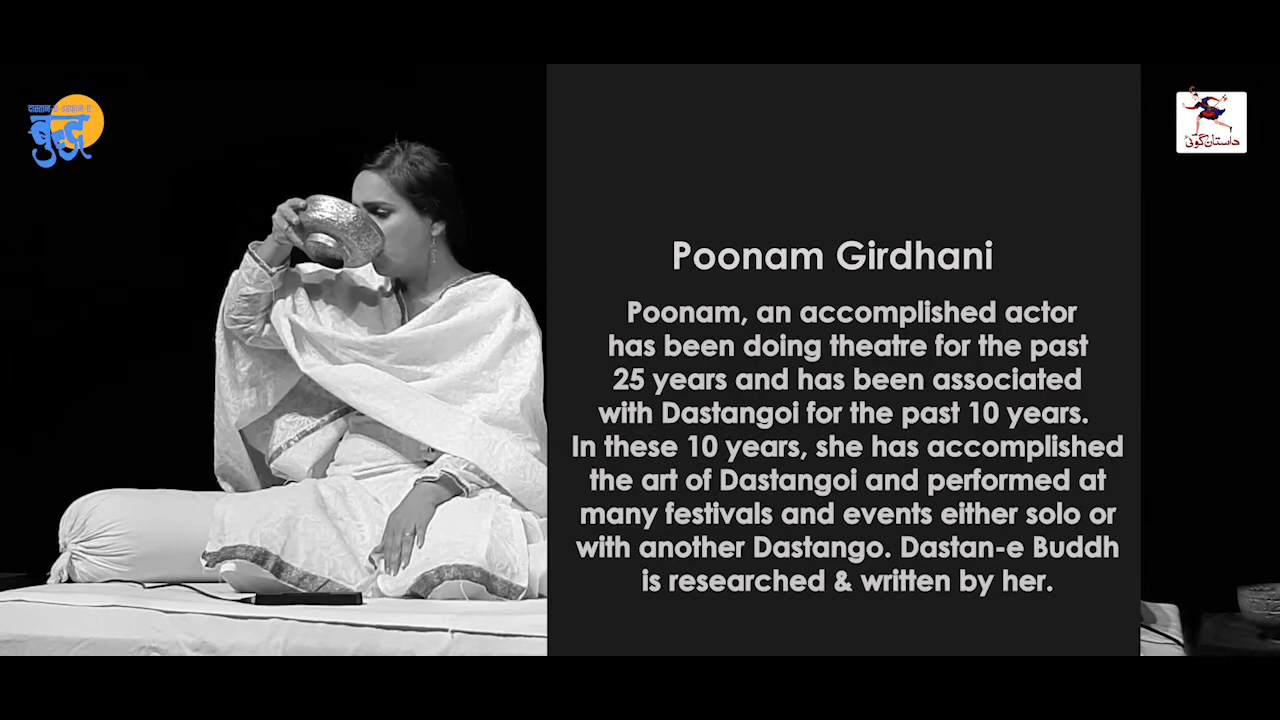 दास्तान-ए इरफ़ान-ए
बुद्ध
داستان گوئی
Poonam Girdhani
Poonam, an accomplished actor
has been doing theatre for the past
25 years and has been associated
with Dastangoi for the past 10 years.
In these 10 years, she has accomplished
the art of Dastangoi and performed at
many festivals and events either solo or
with another Dastango. Dastan-e Buddh
is researched & written by her.